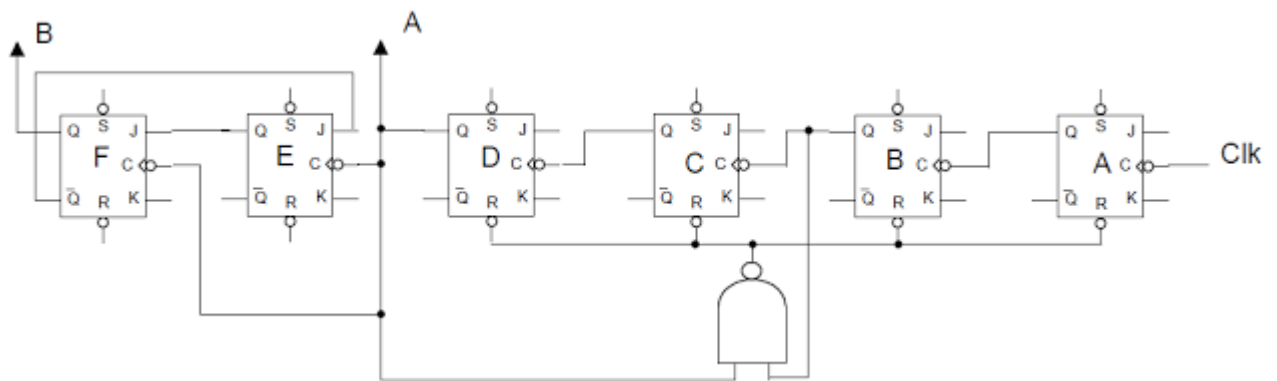 B
A
Q S J
F C
Q̅ R K
Q S J
E C
Q̅ R K
Q S J
D C
Q̅ R K
Q S J
C C
Q̅ R K
Q S J
B C
Q̅ R K
Q S J
A C
Q̅ R K
Clk